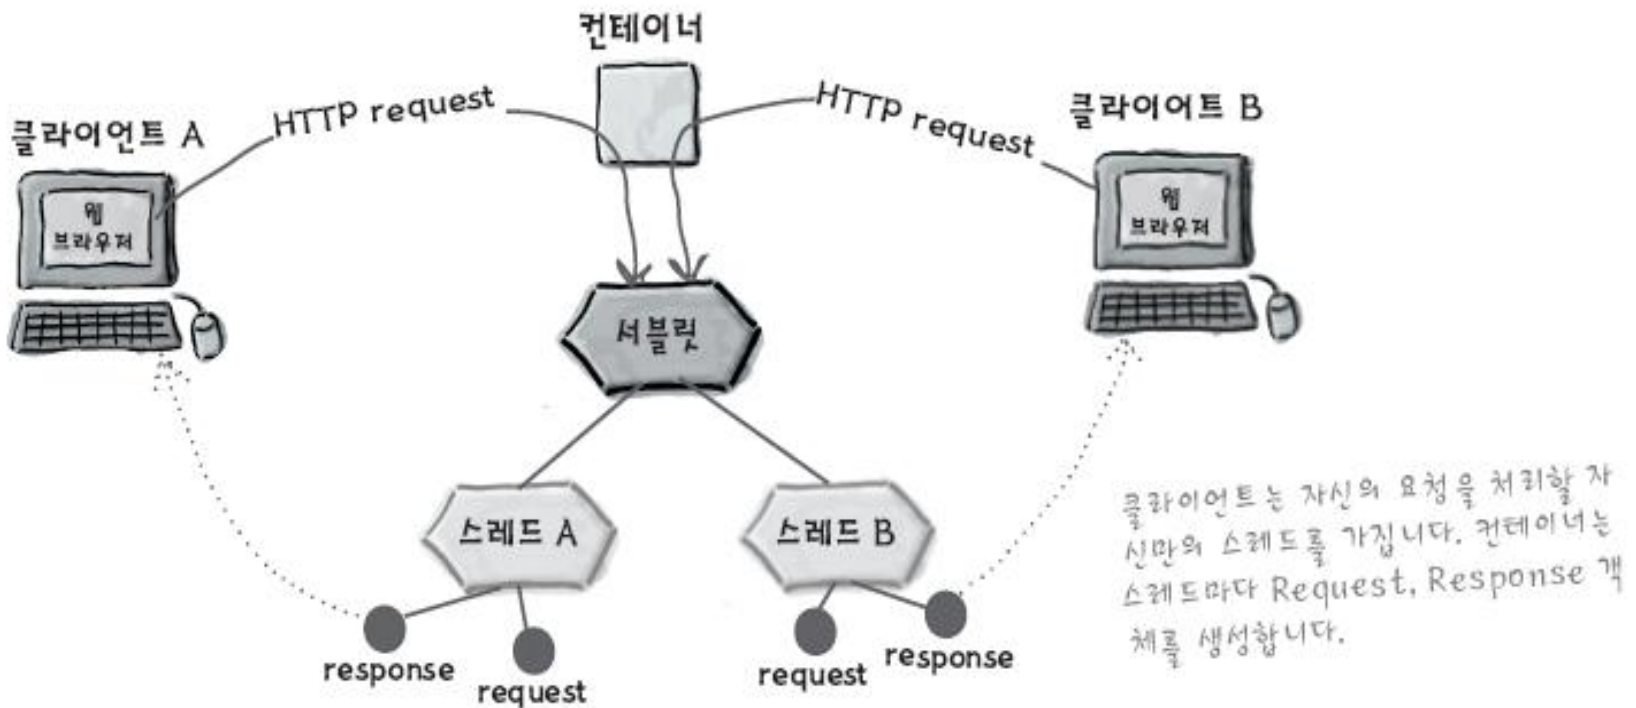 컨테이너
HTTP request
HTTP request
클라이언트 A
클라이어트 B
웹
브라우저
웹
브라우저
서블릿
스레드 A
스레드 B
response
request
request
response
클라이언트는 자신의 요청을 처리할 자
신만의 스레드를 가집니다. 컨테이너는
스레드마다 Request, Response 객
체를 생성합니다.